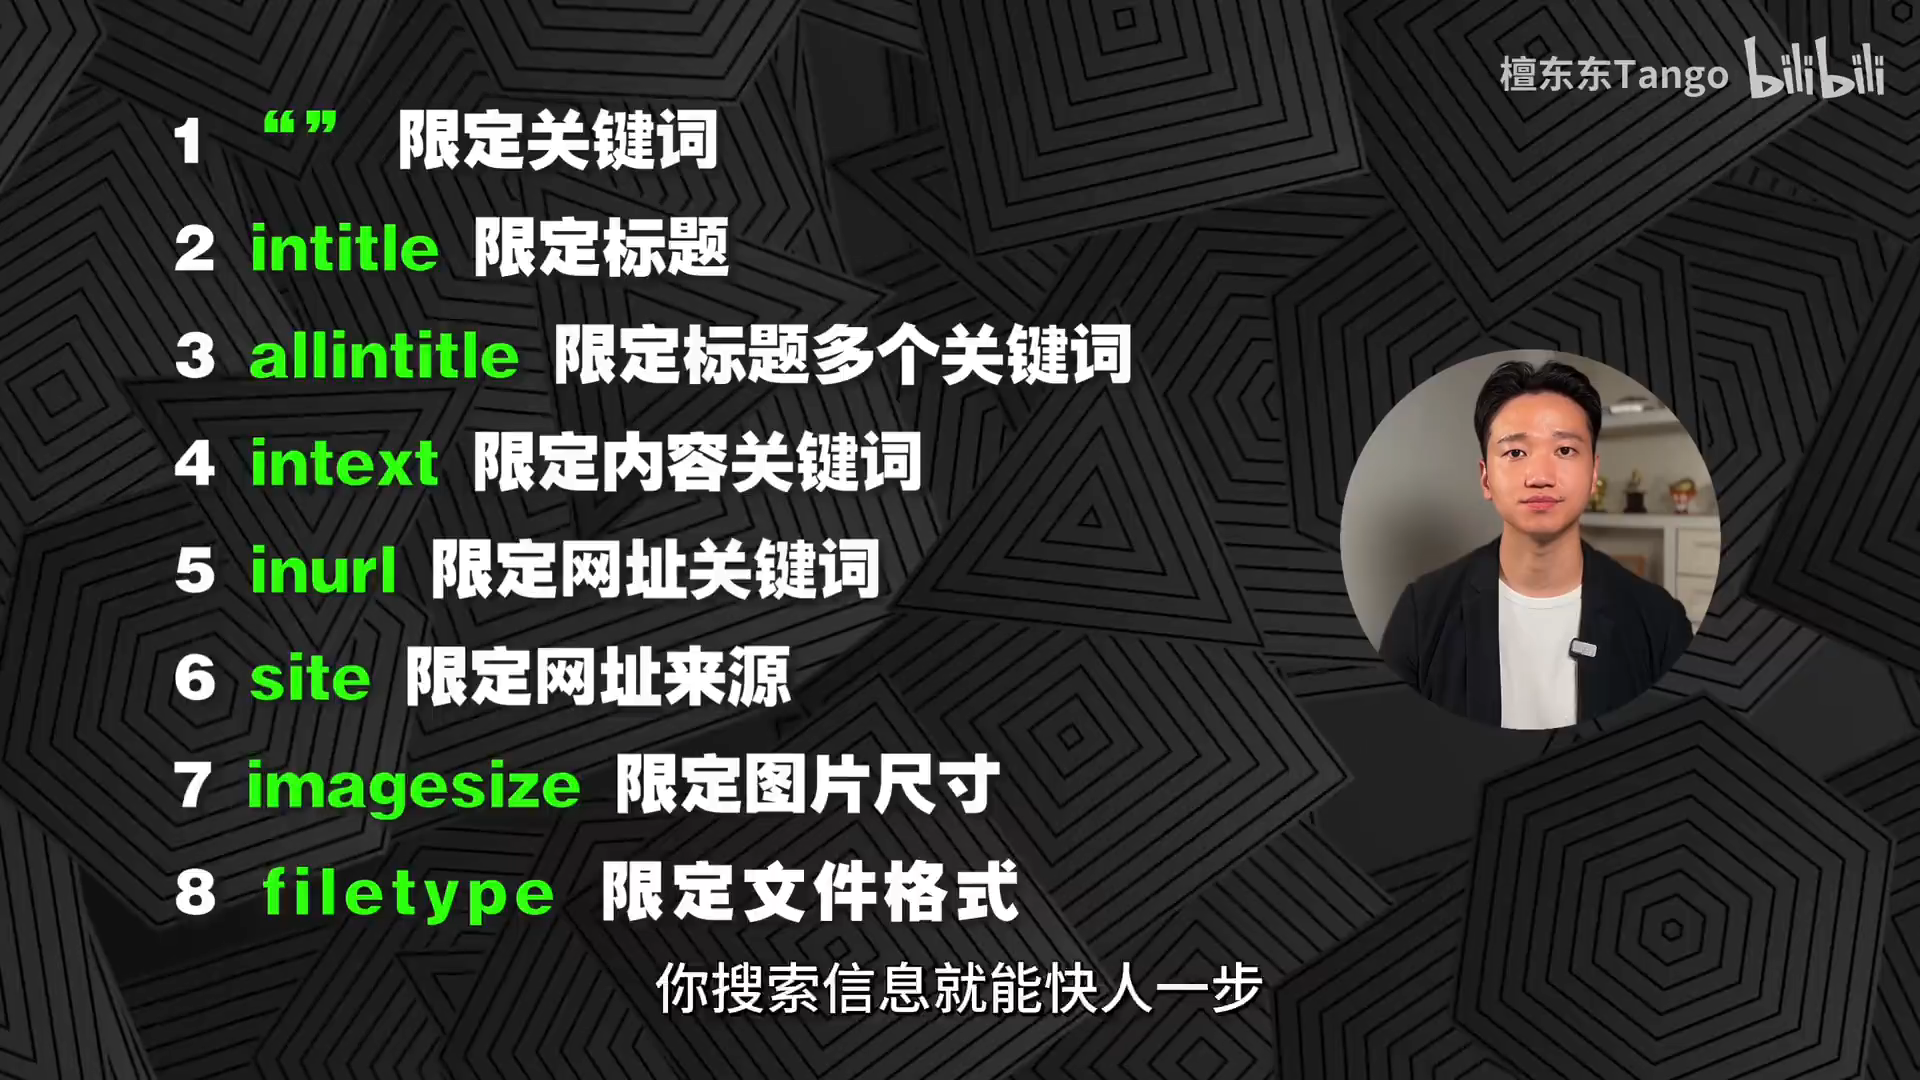 檀东东Tango bilibili
1 “” 限定关键词
2 intitle 限定标题
3 allintitle 限定标题多个关键词
4 intext 限定内容关键词
5 inurl 限定网址关键词
6 site 限定网址来源
7 imagesize 限定图片尺寸
8 filetype 限定文件格式
你搜索信息就能快人一步